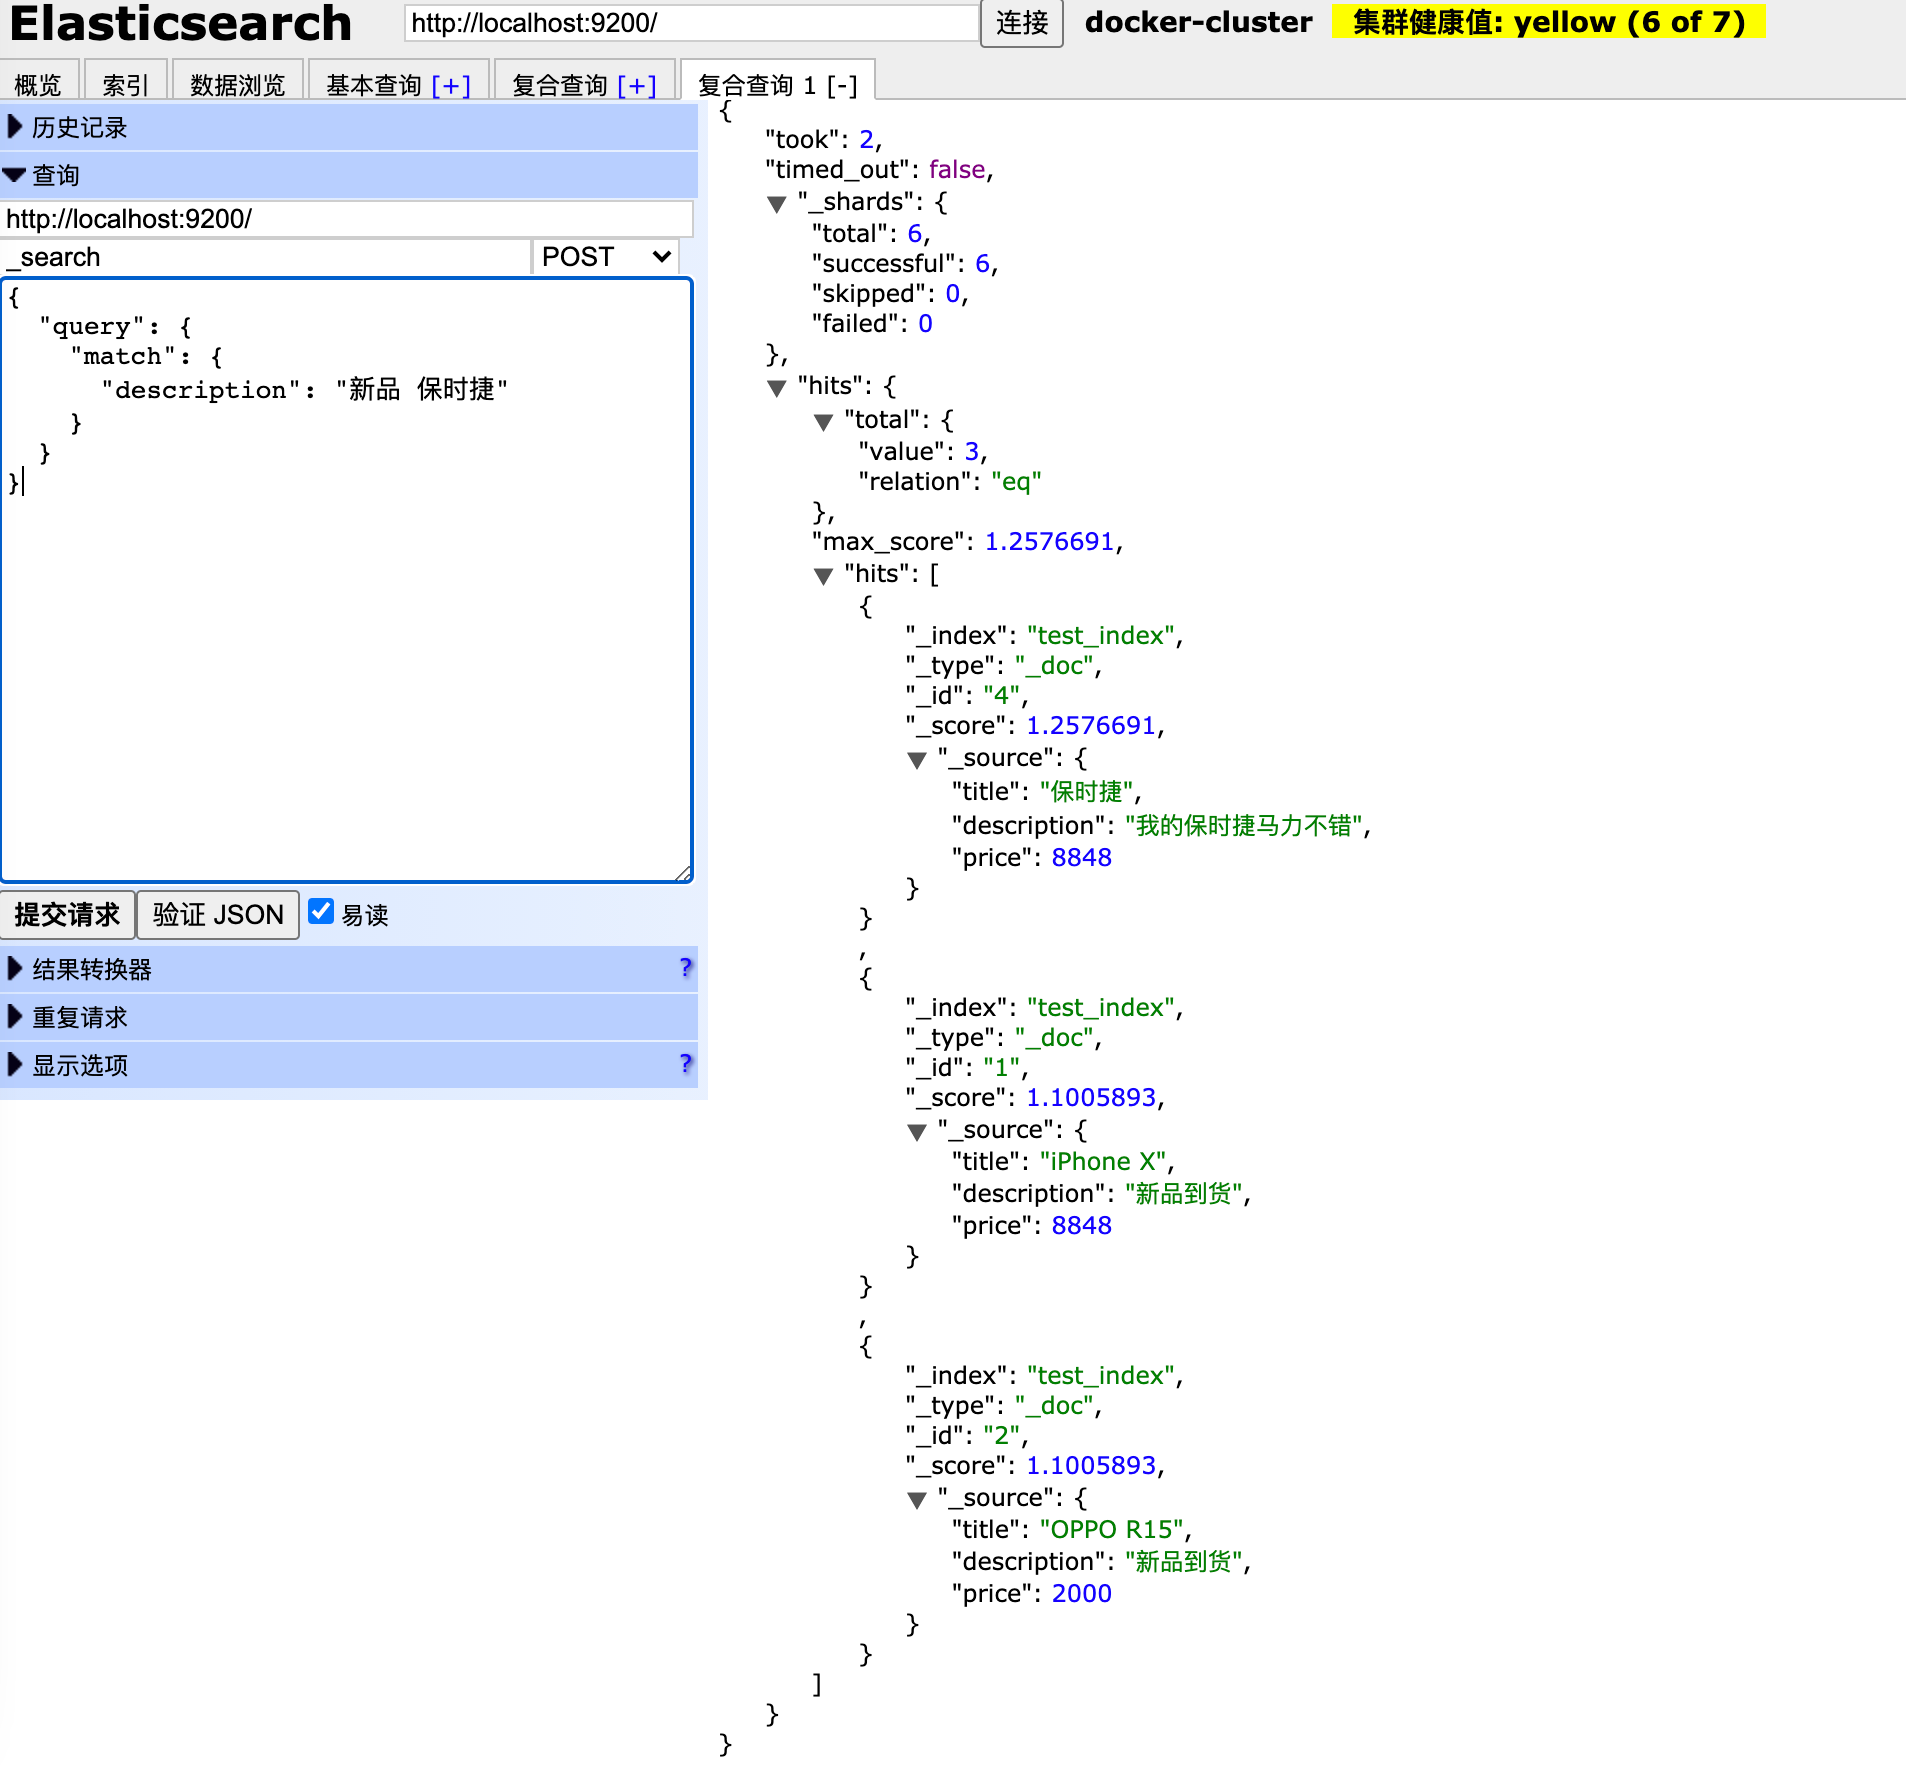 Elasticsearch http://localhost:9200/ 连接 docker-cluster 集群健康值: yellow (6 of 7)
概览 索引 数据浏览 基本查询 [+] 复合查询 [+] 复合查询 1 [-]
历史记录
查询
http://localhost:9200/
_search POST
{
"query": {
"match": {
"description": "新品 保时捷"
}
}
}
提交请求 验证 JSON 易读
结果转换器 ?
重复请求
显示选项 ?
{
"took": 2,
"timed_out": false,
"_shards": {
"total": 6,
"successful": 6,
"skipped": 0,
"failed": 0
},
"hits": {
"total": {
"value": 3,
"relation": "eq"
},
"max_score": 1.2576691,
"hits": [
{
"_index": "test_index",
"_type": "_doc",
"_id": "4",
"_score": 1.2576691,
"_source": {
"title": "保时捷",
"description": "我的保时捷马力不错",
"price": 8848
}
}
,
{
"_index": "test_index",
"_type": "_doc",
"_id": "1",
"_score": 1.1005893,
"_source": {
"title": "iPhone X",
"description": "新品到货",
"price": 8848
}
}
,
{
"_index": "test_index",
"_type": "_doc",
"_id": "2",
"_score": 1.1005893,
"_source": {
"title": "OPPO R15",
"description": "新品到货",
"price": 2000
}
}
]
}
}